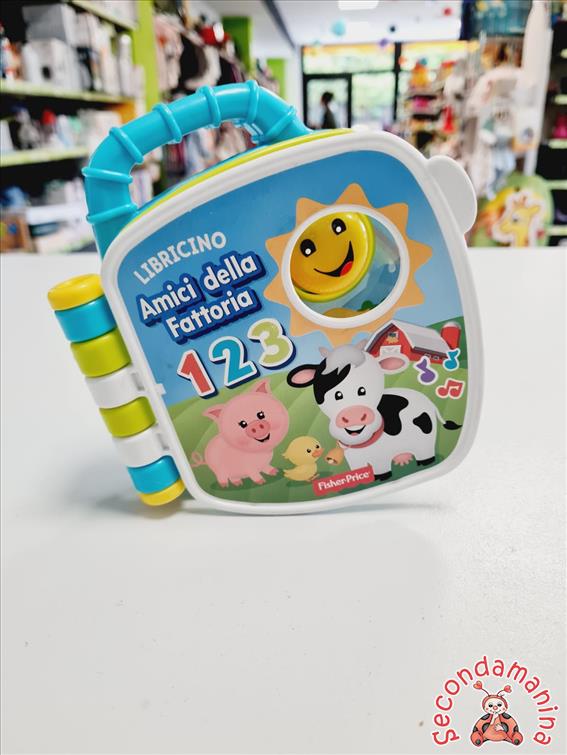 LIBRICINO
Amici della
Fattoria
123
Fisher-Price
Secondamanina